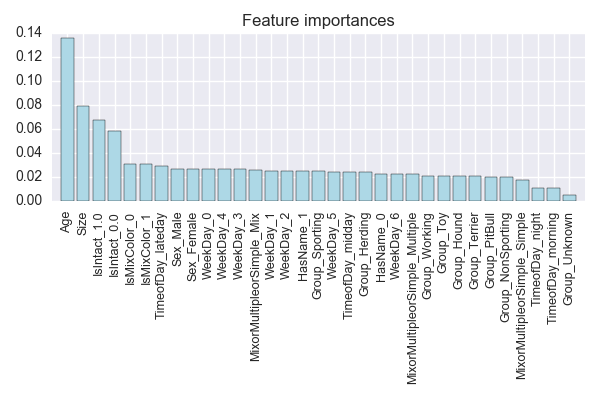 Feature importances
0.14
0.12
0.10
0.08
0.06
0.04
0.02
0.00
Age
Size
IsIntact_1.0
IsIntact_0.0
IsMixColor_0
IsMixColor_1
TimeofDay_lateday
Sex_Male
Sex_Female
WeekDay_0
WeekDay_4
WeekDay_3
MixorMultipleorSimple_Mix
WeekDay_1
WeekDay_2
HasName_1
Group_Sporting
WeekDay_5
TimeofDay_midday
Group_Herding
HasName_0
WeekDay_6
MixorMultipleorSimple_Multiple
Group_Working
Group_Toy
Group_Hound
Group_Terrier
Group_PitBull
Group_NonSporting
MixorMultipleorSimple_Simple
TimeofDay_night
TimeofDay_morning
Group_Unknown